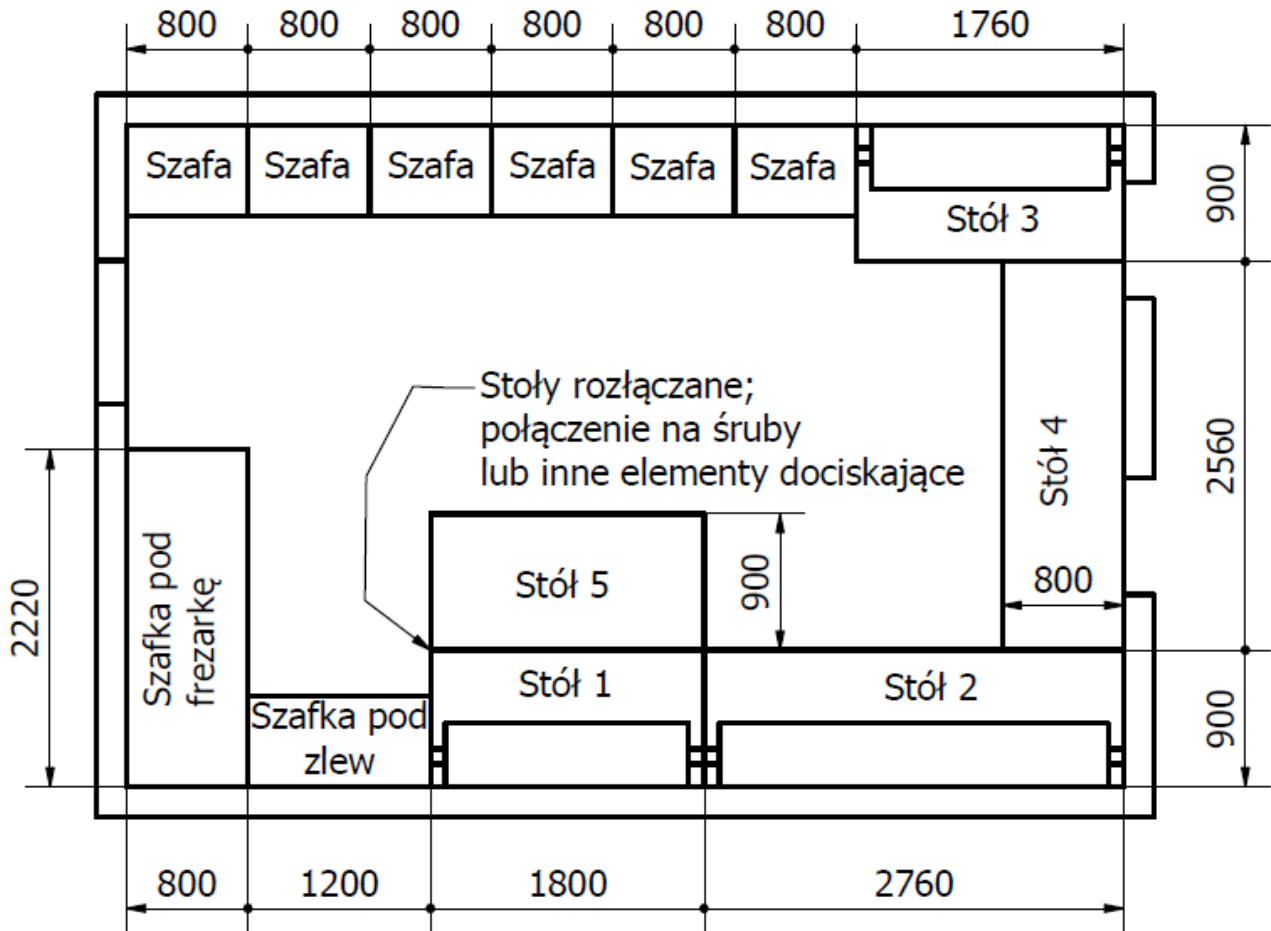 800 800 800 800 800 800 1760
Szafa Szafa Szafa Szafa Szafa Szafa
Stół 3
900
Stoły rozłączane;
połączenie na śruby
lub inne elementy dociskające
Stół 4
2560
2220
Szafka pod
frezarkę
Stół 5
900
800
Szafka pod
zlew
Stół 1
Stół 2
900
800 1200 1800 2760